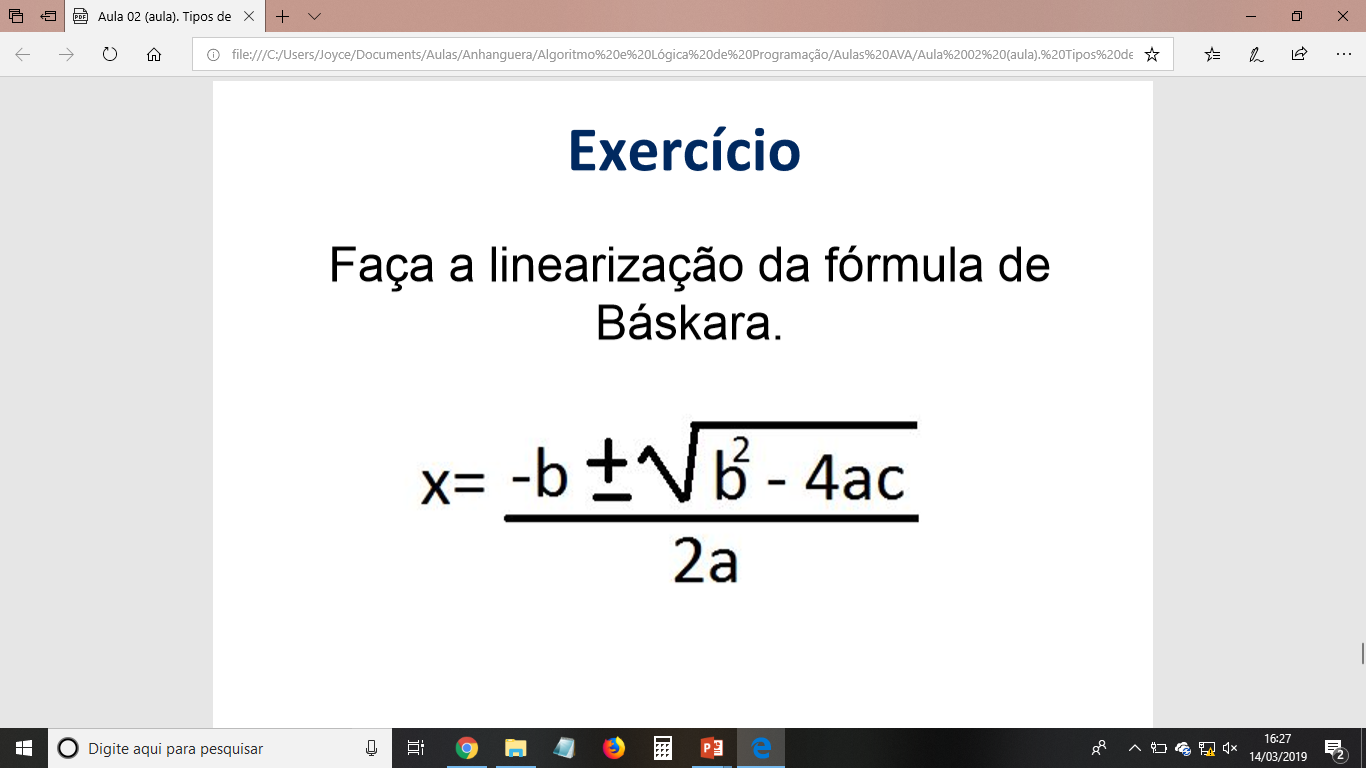 Aula 02 (aula). Tipos de
file:///C:/Users/Joyce/Documents/Aulas/Anhanguera/Algoritmo%20e%20Lógica%20de%20Programação/Aulas%20AVA/Aula%2002%20(aula).%20Tipos%20de
Exercício
Faça a linearização da fórmula de
Báskara.
x= -b ± √ b² - 4ac
2a
Digite aqui para pesquisar
16:27
14/03/2019
2